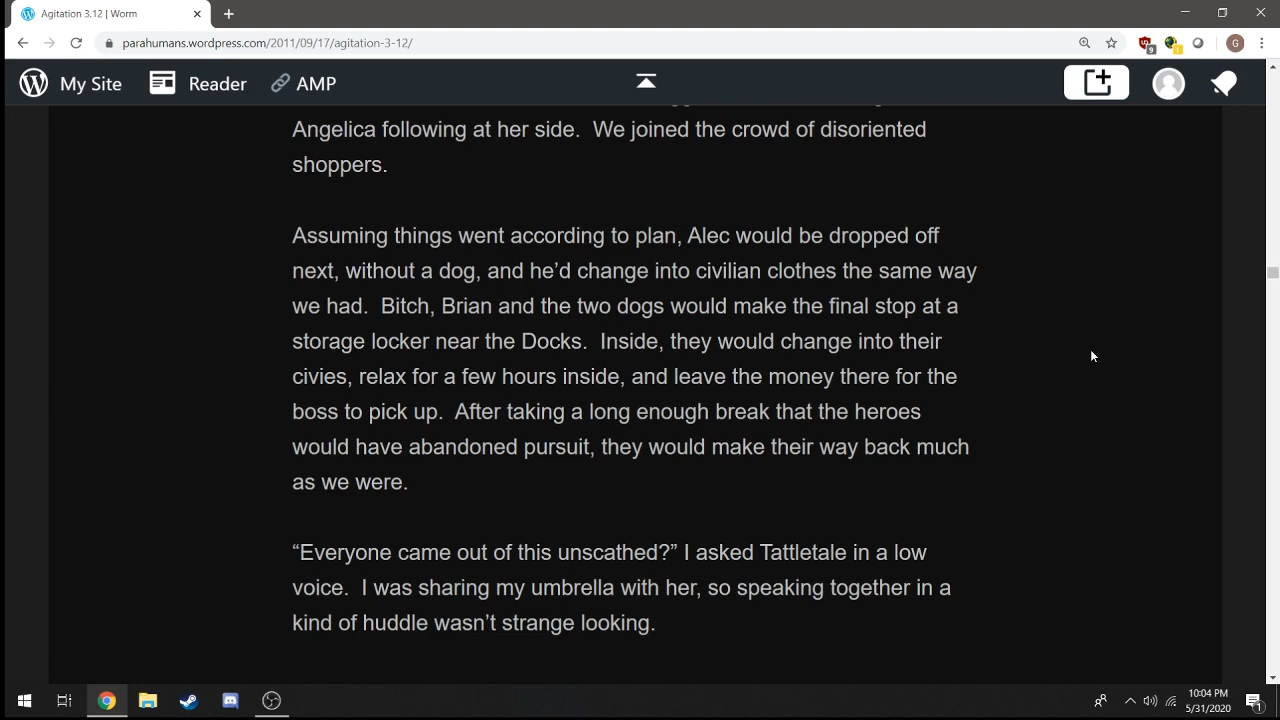 Agitation 3.12 | Worm
parahumans.wordpress.com/2011/09/17/agitation-3-12/
9
1
G
My Site
Reader
AMP
Angelica following at her side.  We joined the crowd of disoriented
shoppers.
Assuming things went according to plan, Alec would be dropped off
next, without a dog, and he’d change into civilian clothes the same way
we had.  Bitch, Brian and the two dogs would make the final stop at a
storage locker near the Docks.  Inside, they would change into their
civies, relax for a few hours inside, and leave the money there for the
boss to pick up.  After taking a long enough break that the heroes
would have abandoned pursuit, they would make their way back much
as we were.
“Everyone came out of this unscathed?” I asked Tattletale in a low
voice.  I was sharing my umbrella with her, so speaking together in a
kind of huddle wasn’t strange looking.
10:04 PM
5/31/2020
1